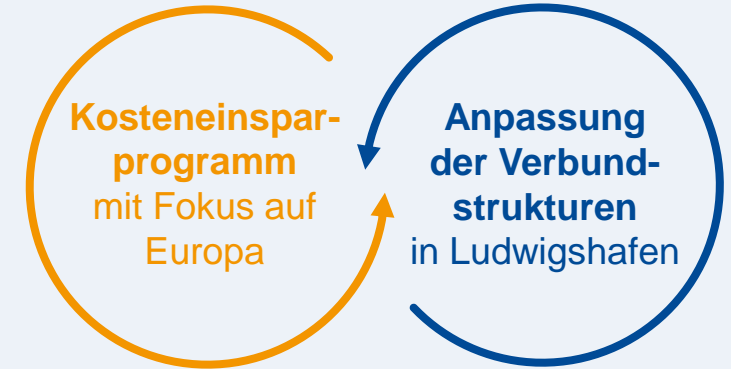 Kosteneinspar-
programm
mit Fokus auf
Europa
Anpassung
der Verbund-
strukturen
in Ludwigshafen